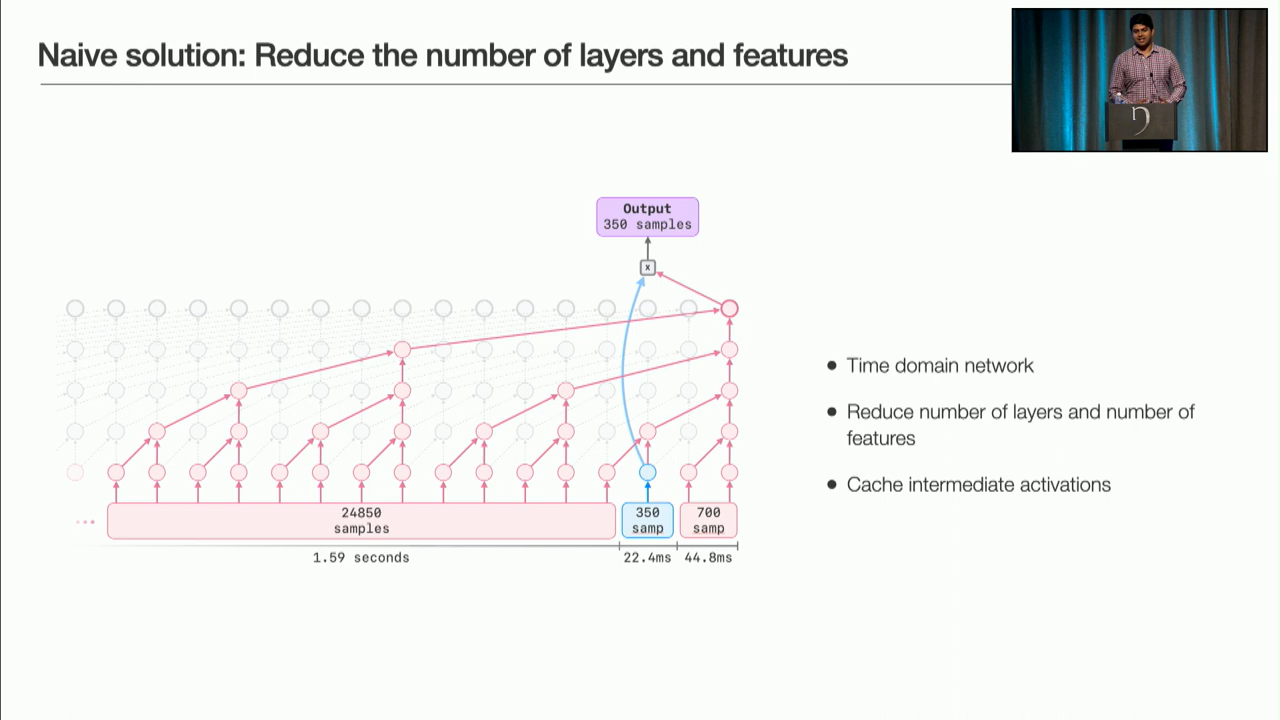 Naive solution: Reduce the number of layers and features
Output
350 samples
x
24850
samples
350
samp
700
samp
1.59 seconds
22.4ms
44.8ms
• Time domain network
• Reduce number of layers and number of
features
• Cache intermediate activations